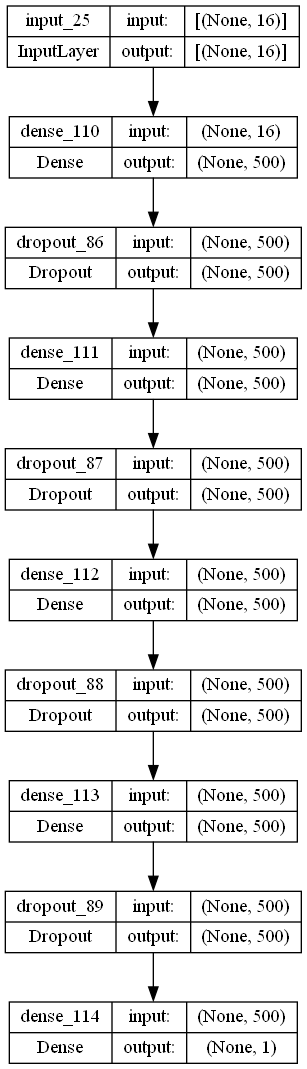 input_25 input: [(None, 16)]
InputLayer output: [(None, 16)]
dense_110 input: (None, 16)
Dense output: (None, 500)
dropout_86 input: (None, 500)
Dropout output: (None, 500)
dense_111 input: (None, 500)
Dense output: (None, 500)
dropout_87 input: (None, 500)
Dropout output: (None, 500)
dense_112 input: (None, 500)
Dense output: (None, 500)
dropout_88 input: (None, 500)
Dropout output: (None, 500)
dense_113 input: (None, 500)
Dense output: (None, 500)
dropout_89 input: (None, 500)
Dropout output: (None, 500)
dense_114 input: (None, 500)
Dense output: (None, 1)